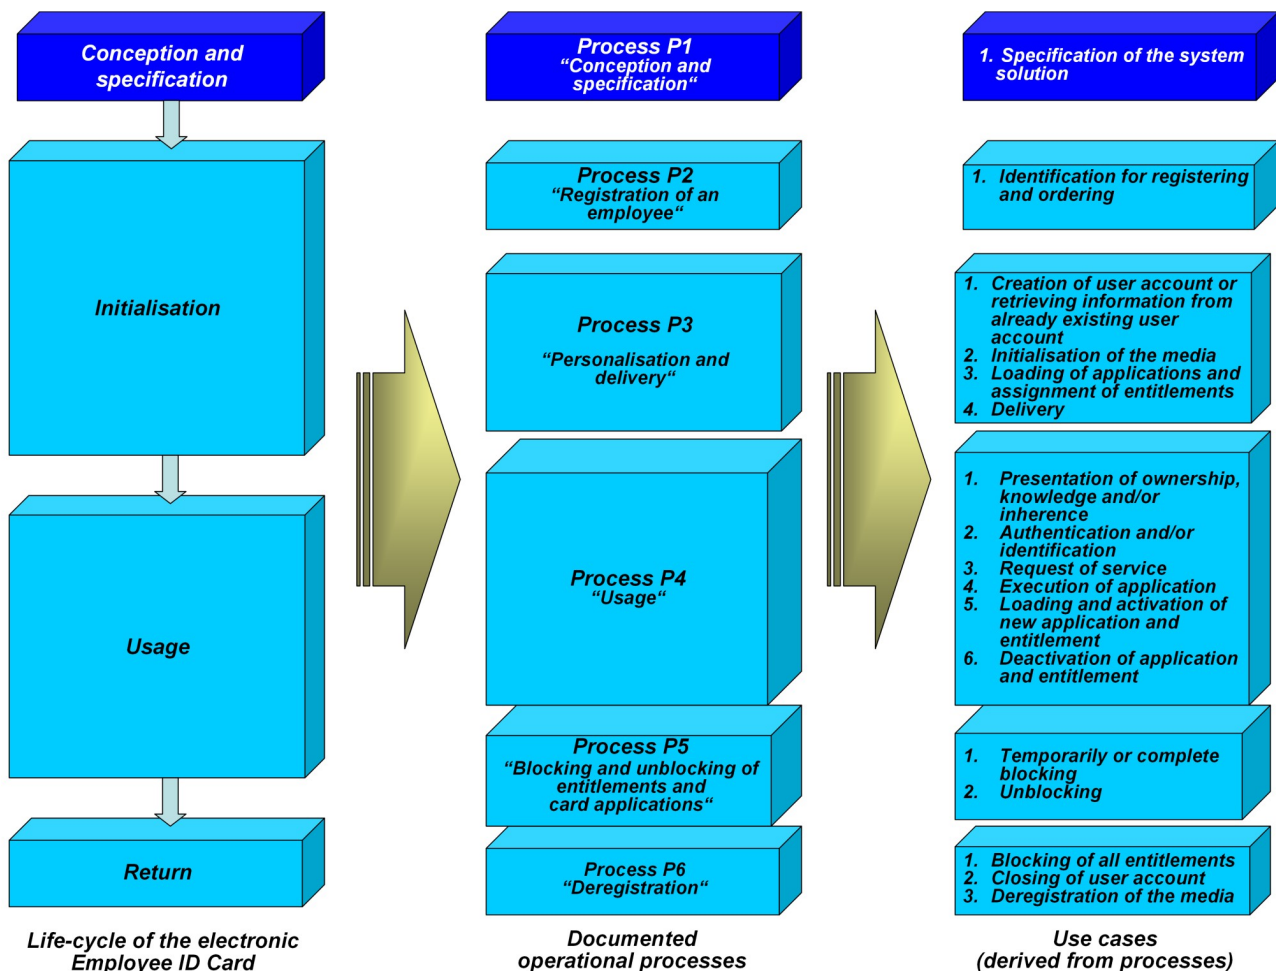 Conception and
specification
Initialisation
Usage
Return
Life-cycle of the electronic
Employee ID Card
Process P1
“Conception and
specification“
Process P2
“Registration of an
employee“
Process P3
“Personalisation and
delivery“
Process P4
“Usage“
Process P5
“Blocking and unblocking of
entitlements and
card applications“
Process P6
“Deregistration“
Documented
operational processes
1. Specification of the system
solution
1. Identification for registering
and ordering
1. Creation of user account or
retrieving information from
already existing user
account
2. Initialisation of the media
3. Loading of applications and
assignment of entitlements
4. Delivery
1. Presentation of ownership,
knowledge and/or
inherence
2. Authentication and/or
identification
3. Request of service
4. Execution of application
5. Loading and activation of
new application and
entitlement
6. Deactivation of application
and entitlement
1. Temporarily or complete
blocking
2. Unblocking
1. Blocking of all entitlements
2. Closing of user account
3. Deregistration of the media
Use cases
(derived from processes)